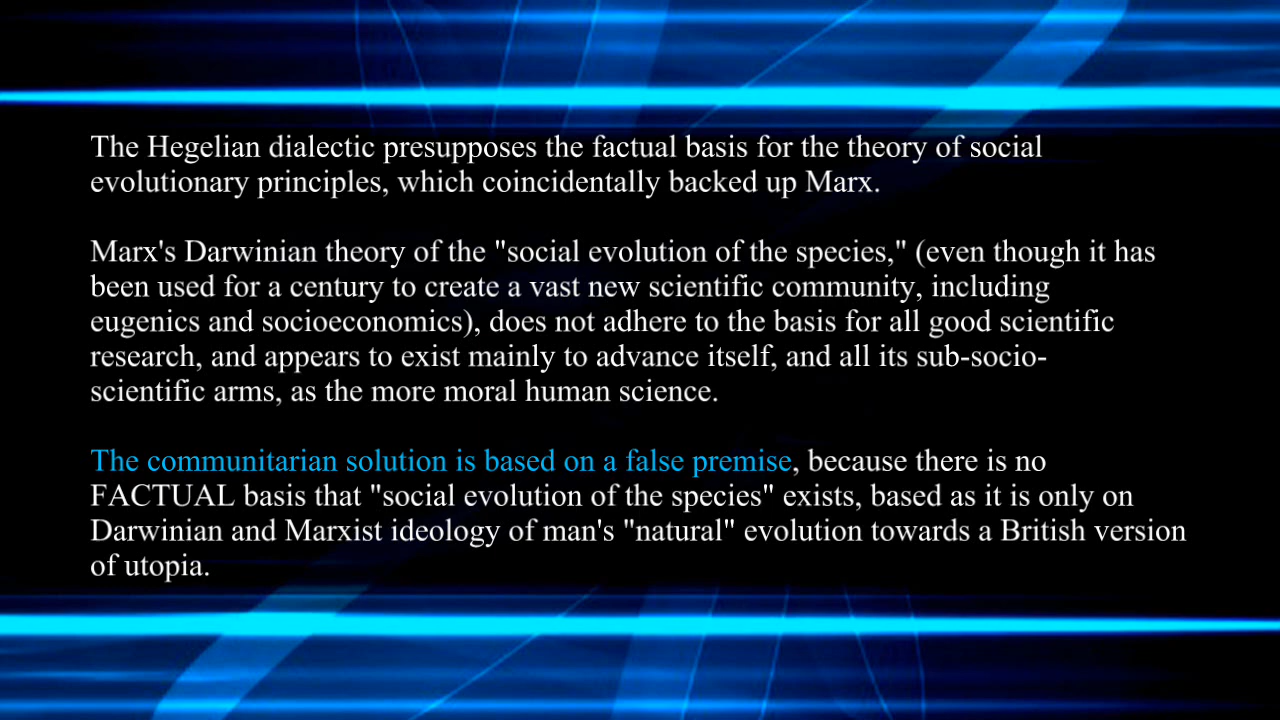 The Hegelian dialectic presupposes the factual basis for the theory of social
evolutionary principles, which coincidentally backed up Marx.
Marx's Darwinian theory of the "social evolution of the species," (even though it has
been used for a century to create a vast new scientific community, including
eugenics and socioeconomics), does not adhere to the basis for all good scientific
research, and appears to exist mainly to advance itself, and all its sub-socio-
scientific arms, as the more moral human science.
The communitarian solution is based on a false premise, because there is no
FACTUAL basis that "social evolution of the species" exists, based as it is only on
Darwinian and Marxist ideology of man's "natural" evolution towards a British version
of utopia.